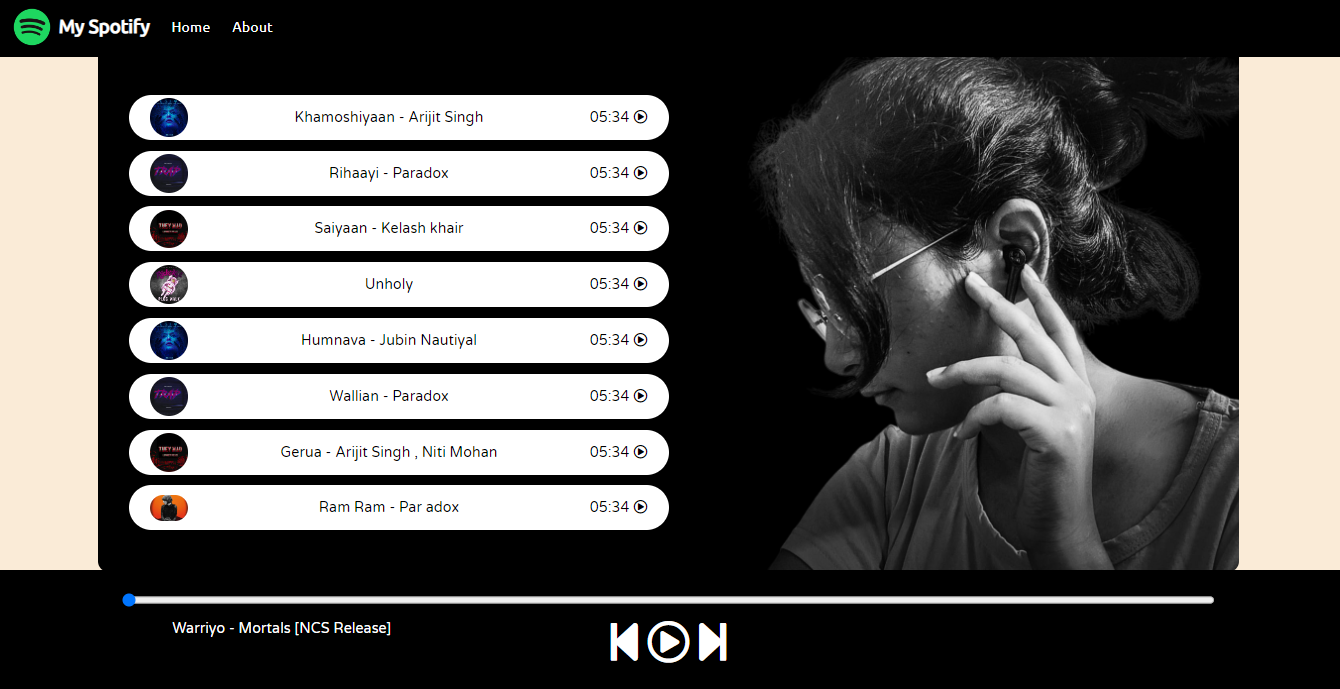 My Spotify Home About
Khamoshiyaan - Arijit Singh 05:34
Rihaayi - Paradox 05:34
Saiyaan - Kelash khair 05:34
Unholy 05:34
Humnava - Jubin Nautiyal 05:34
Wallian - Paradox 05:34
Gerua - Arijit Singh , Niti Mohan 05:34
Ram Ram - Par adox 05:34
Warriyo - Mortals [NCS Release]